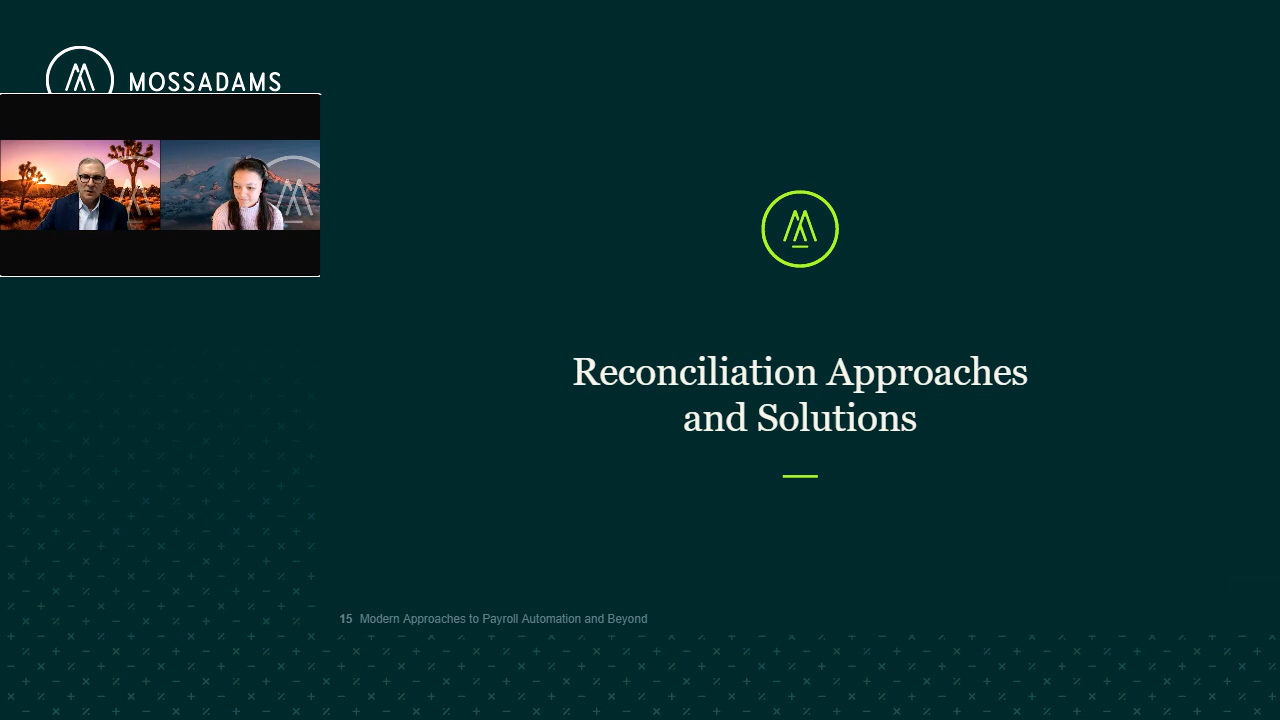 MOSSADAMS
Reconciliation Approaches
and Solutions
15 Modern Approaches to Payroll Automation and Beyond